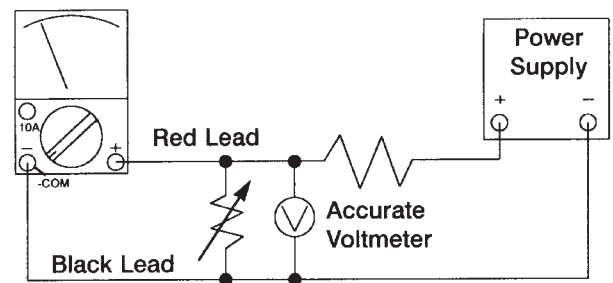 Power
Supply
+ −
10A
− +
-COM
Red Lead
V
Accurate
Voltmeter
Black Lead